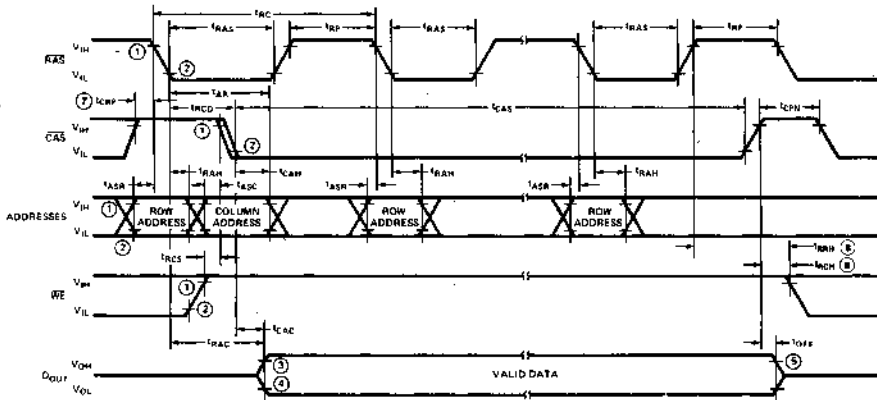 tRC
tRAS tRP tRAS tRAS tRP
VIH
RAS
VIL
① ②
tAR
⑦ tCRP tRCD tCAS tCPN
VIH
CAS
VIL
① ②
tRAH tCAH tRAH tRAH
tASR tASC tASR tASR
ADDRESSES
VIH
VIL
① ②
ROW ADDRESS
COLUMN ADDRESS
ROW ADDRESS
ROW ADDRESS
tRCS tRRH ⑧
tRCH ⑧
VIH
WE
VIL
① ②
tCAC
tRAC tOFF
VOH
DOUT
VOL
③ ④ ⑤
VALID DATA